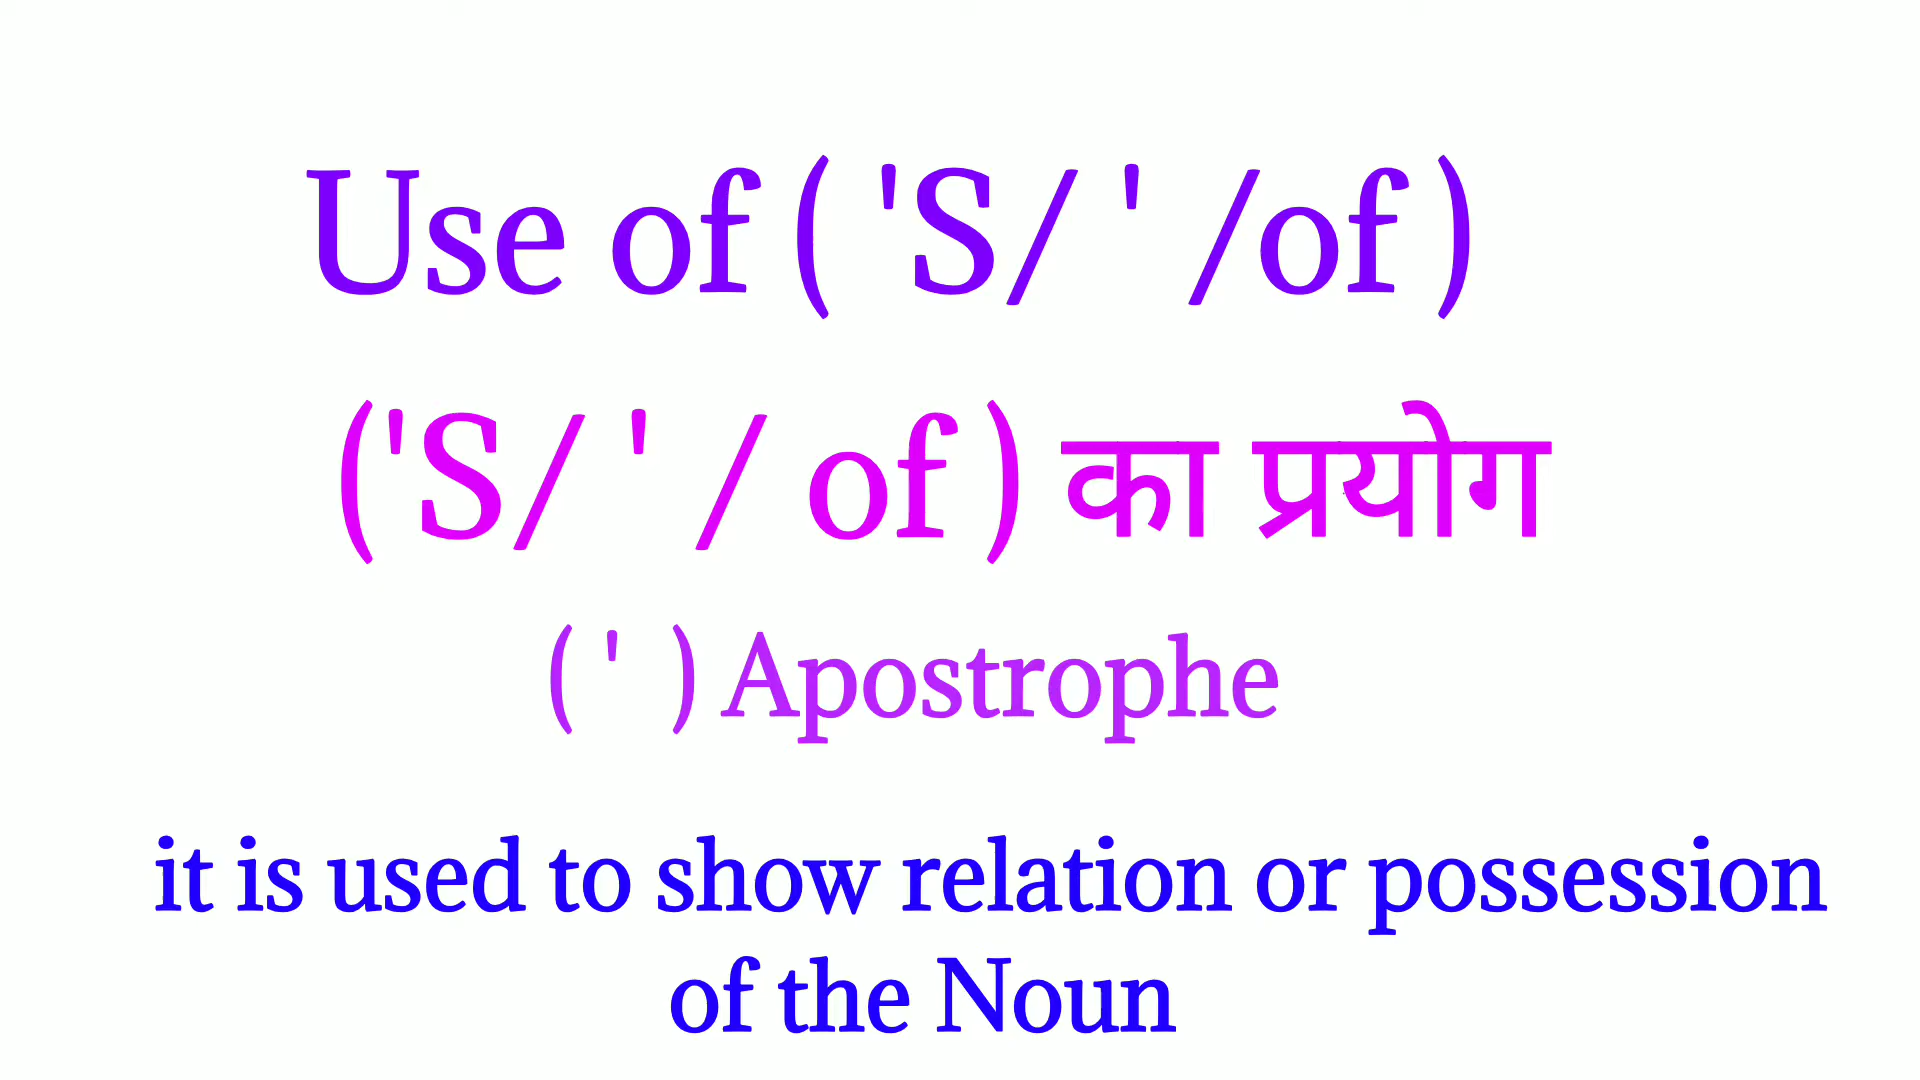 Use of ( 'S/ ' /of )
('S/ ' / of ) का प्रयोग
( ' ) Apostrophe
it is used to show relation or possession
of the Noun